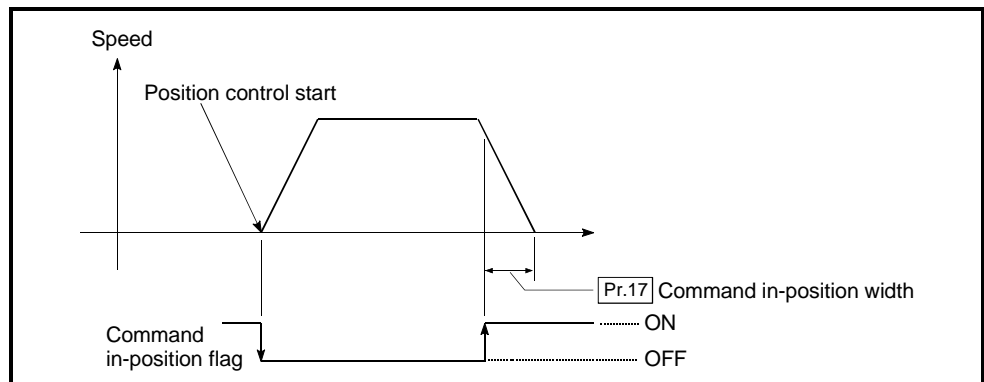 Speed
Position control start
Pr.17 Command in-position width
ON
Command
in-position flag
OFF